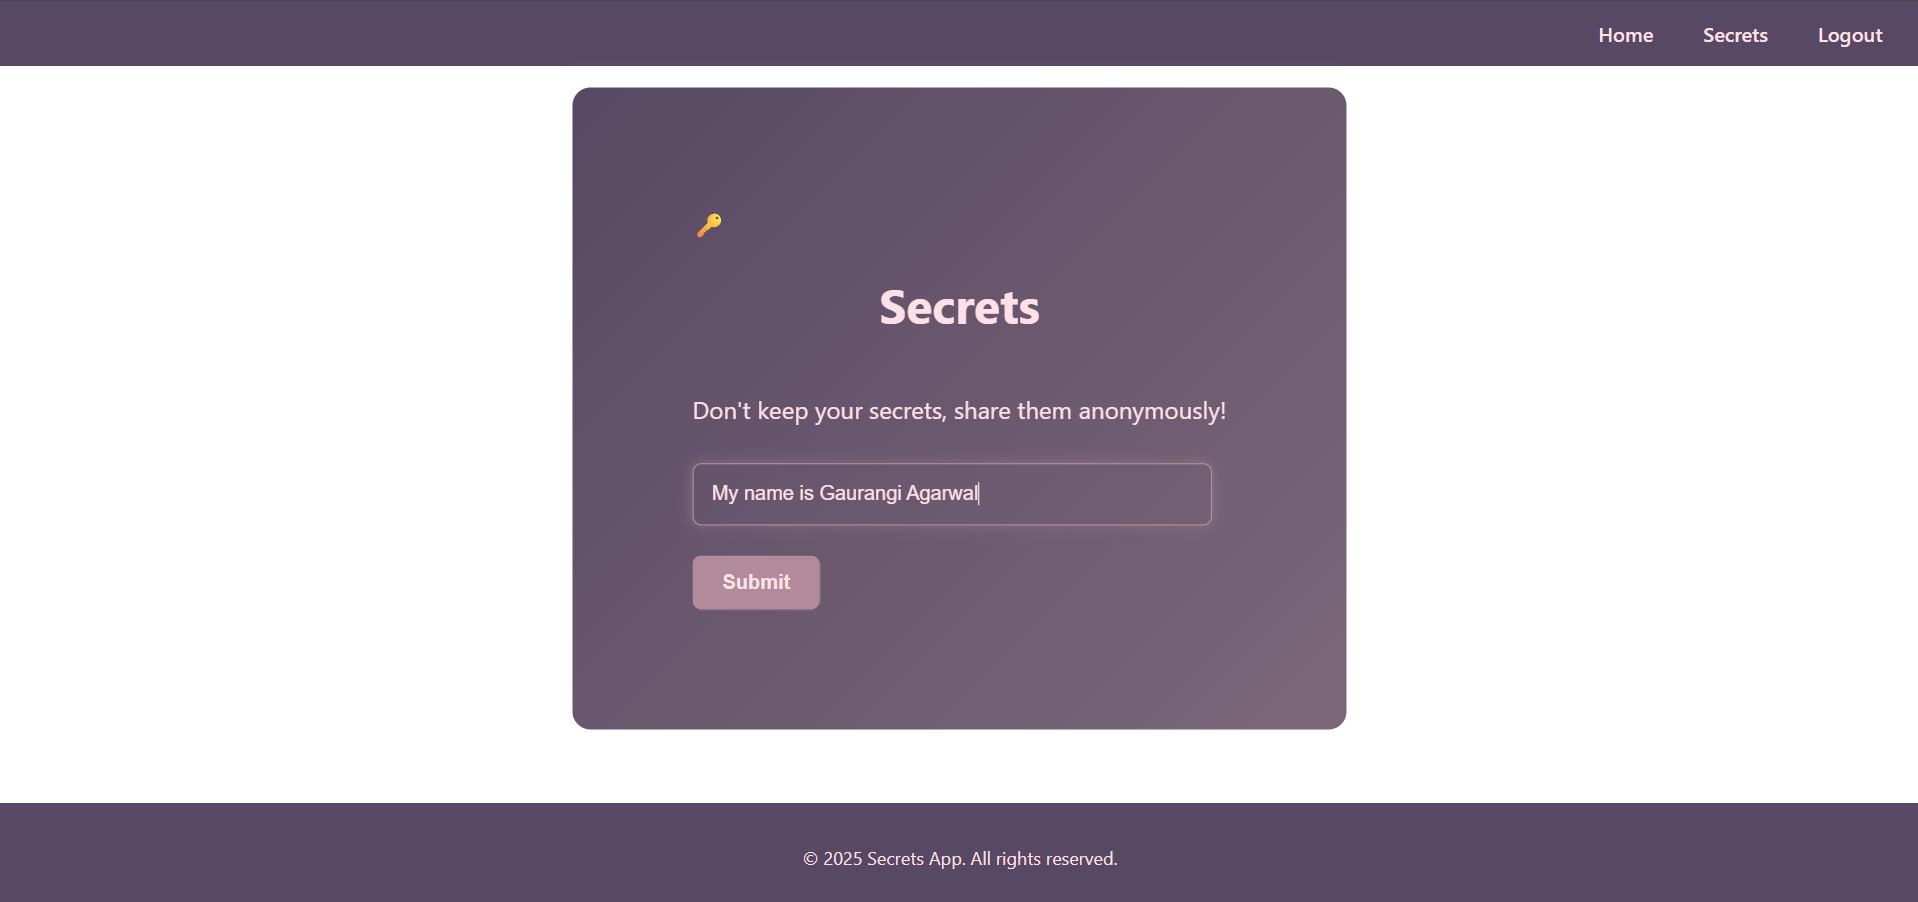 Home Secrets Logout
Secrets
Don't keep your secrets, share them anonymously!
My name is Gaurangi Agarwal
Submit
© 2025 Secrets App. All rights reserved.